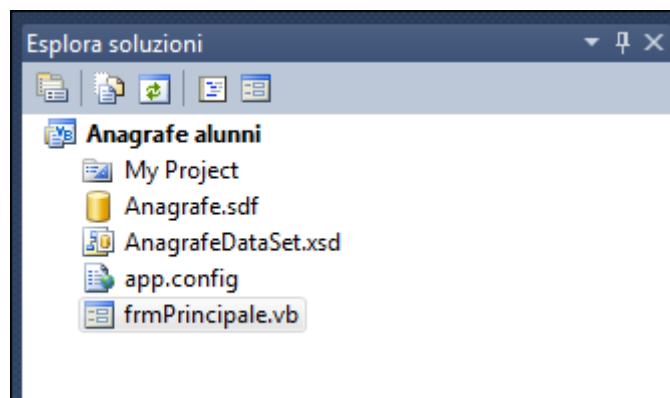 Esplora soluzioni
Anagrafe alunni
My Project
Anagrafe.sdf
AnagrafeDataSet.xsd
app.config
frmPrincipale.vb